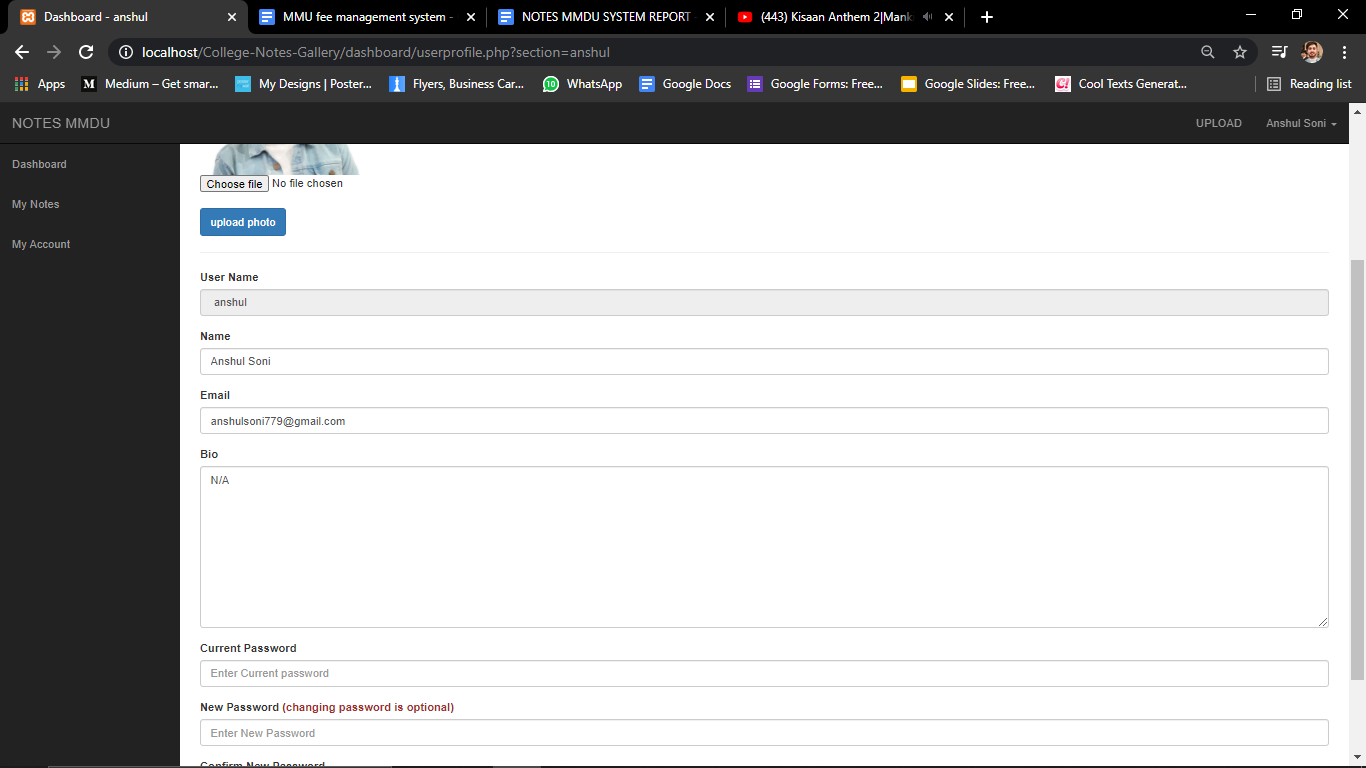 Dashboard - anshul
MMU fee management system -
NOTES MMDU SYSTEM REPORT
(443) Kisaan Anthem 2|Mank
localhost/College-Notes-Gallery/dashboard/userprofile.php?section=anshul
Apps
Medium – Get smar...
My Designs | Poster...
Flyers, Business Car...
WhatsApp
Google Docs
Google Forms: Free...
Google Slides: Free...
Cool Texts Generat...
Reading list
NOTES MMDU
UPLOAD
Anshul Soni
Dashboard
My Notes
My Account
Choose file No file chosen
upload photo
User Name
anshul
Name
Anshul Soni
Email
anshulsoni779@gmail.com
Bio
N/A
Current Password
Enter Current password
New Password (changing password is optional)
Enter New Password
Confirm New Password